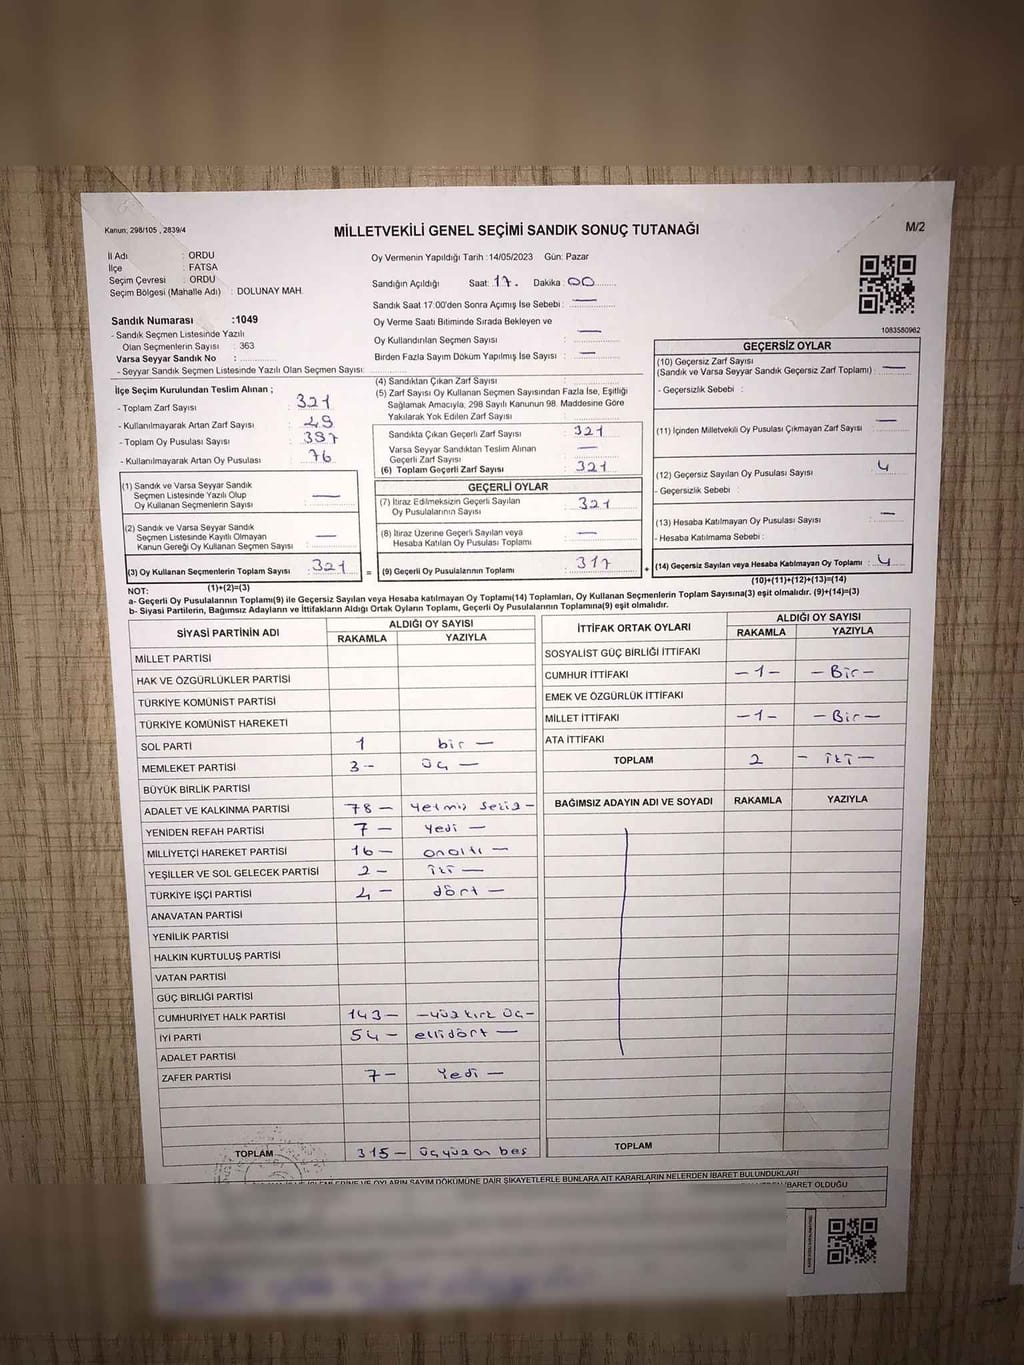 Kanun; 298/105 , 2839/4
MİLLETVEKİLİ GENEL SEÇİMİ SANDIK SONUÇ TUTANAĞI
M/2
İl Adı : ORDU
İlçe : FATSA
Seçim Çevresi : ORDU
Seçim Bölgesi (Mahalle Adı) : DOLUNAY MAH.
Sandık Numarası :1049
- Sandık Seçmen Listesinde Yazılı
Olan Seçmenlerin Sayısı : 363
Varsa Seyyar Sandık No :
- Seyyar Sandık Seçmen Listesinde Yazılı Olan Seçmen Sayısı:
Oy Vermenin Yapıldığı Tarih :14/05/2023 Gün: Pazar
Sandığın Açıldığı Saat: 17. Dakika : 00
Sandık Saat 17:00'den Sonra Açımış İse Sebebi : —
Oy Verme Saati Bitiminde Sırada Bekleyen ve
Oy Kullandırılan Seçmen Sayısı : —
Birden Fazla Sayım Döküm Yapılmış İse Sayısı : —
1083580962
İlçe Seçim Kurulundan Teslim Alınan ;
- Toplam Zarf Sayısı : 321
- Kullanılmayarak Artan Zarf Sayısı : 49
- Toplam Oy Pusulası Sayısı : 397
- Kullanılmayarak Artan Oy Pusulası : 76
(1) Sandık ve Varsa Seyyar Sandık
Seçmen Listesinde Yazılı Olup
Oy Kullanan Seçmenlerin Sayısı : —
(2) Sandık ve Varsa Seyyar Sandık
Seçmen Listesinde Kayıtlı Olmayan
Kanun Gereği Oy Kullanan Seçmen Sayısı : —
(3) Oy Kullanan Seçmenlerin Toplam Sayısı : 321
(1)+(2)=(3)
(4) Sandıktan Çıkan Zarf Sayısı :
(5) Zarf Sayısı Oy Kullanan Seçmen Sayısından Fazla İse, Eşitliği
Sağlamak Amacıyla, 298 Sayılı Kanunun 98. Maddesine Göre
Yakılarak Yok Edilen Zarf Sayısı :
Sandıkta Çıkan Geçerli Zarf Sayısı : 321
Varsa Seyyar Sandıktan Teslim Alınan
Geçerli Zarf Sayısı : —
(6) Toplam Geçerli Zarf Sayısı : 321
GEÇERLİ OYLAR
(7) İtiraz Edilmeksizin Geçerli Sayılan
Oy Pusulalarının Sayısı : 321
(8) İtiraz Üzerine Geçerli Sayılan veya
Hesaba Katılan Oy Pusulası Toplamı : —
= (9) Geçerli Oy Pusulalarının Toplamı : 317
GEÇERSİZ OYLAR
(10) Geçersiz Zarf Sayısı
(Sandık ve Varsa Seyyar Sandık Geçersiz Zarf Toplamı) : —
- Geçersizlik Sebebi :
(11) İçinden Milletvekili Oy Pusulası Çıkmayan Zarf Sayısı : —
(12) Geçersiz Sayılan Oy Pusulası Sayısı : 4
- Geçersizlik Sebebi :
(13) Hesaba Katılmayan Oy Pusulası Sayısı : —
- Hesaba Katılmama Sebebi :
+ (14) Geçersiz Sayılan veya Hesaba Katılmayan Oy Toplamı : 4
(10)+(11)+(12)+(13)=(14)
NOT:
a- Geçerli Oy Pusulalarının Toplamı(9) ile Geçersiz Sayılan veya Hesaba katılmayan Oy Toplamı(14) Toplamları, Oy Kullanan Seçmenlerin Toplam Sayısına(3) eşit olmalıdır. (9)+(14)=(3)
b- Siyasi Partilerin, Bağımsız Adayların ve İttifakların Aldığı Ortak Oyların Toplamı, Geçerli Oy Pusulalarının Toplamına(9) eşit olmalıdır.
SİYASİ PARTİNİN ADI ALDIĞI OY SAYISI
RAKAMLA YAZIYLA
MİLLET PARTİSİ
HAK VE ÖZGÜRLÜKLER PARTİSİ
TÜRKİYE KOMÜNİST PARTİSİ
TÜRKİYE KOMÜNİST HAREKETİ
SOL PARTİ 1 bir —
MEMLEKET PARTİSİ 3 – üç —
BÜYÜK BİRLİK PARTİSİ
ADALET VE KALKINMA PARTİSİ 78 — yetmiş sekiz –
YENİDEN REFAH PARTİSİ 7 — yedi —
MİLLİYETÇİ HAREKET PARTİSİ 16 — onaltı —
YEŞİLLER VE SOL GELECEK PARTİSİ 2 – iki —
TÜRKİYE İŞÇİ PARTİSİ 4 — dört —
ANAVATAN PARTİSİ
YENİLİK PARTİSİ
HALKIN KURTULUŞ PARTİSİ
VATAN PARTİSİ
GÜÇ BİRLİĞİ PARTİSİ
CUMHURİYET HALK PARTİSİ 143 – – yüz kırk üç –
İYİ PARTİ 54 — ellidört —
ADALET PARTİSİ
ZAFER PARTİSİ 7 – Yedi —
TOPLAM 315 — üçyüzon beş
İTTİFAK ORTAK OYLARI ALDIĞI OY SAYISI
RAKAMLA YAZIYLA
SOSYALİST GÜÇ BİRLİĞİ İTTİFAKI
CUMHUR İTTİFAKI – 1 – – Bir –
EMEK VE ÖZGÜRLÜK İTTİFAKI
MİLLET İTTİFAKI – 1 – – Bir —
ATA İTTİFAKI
TOPLAM 2 – iki —
BAĞIMSIZ ADAYIN ADI VE SOYADI RAKAMLA YAZIYLA
TOPLAM
OYLARIN SAYIM DÖKÜMÜNE DAİR ŞİKAYETLERLE BUNLARA AİT KARARLARIN NELERDEN İBARET BULUNDUKLARI
İBARET OLDUĞU